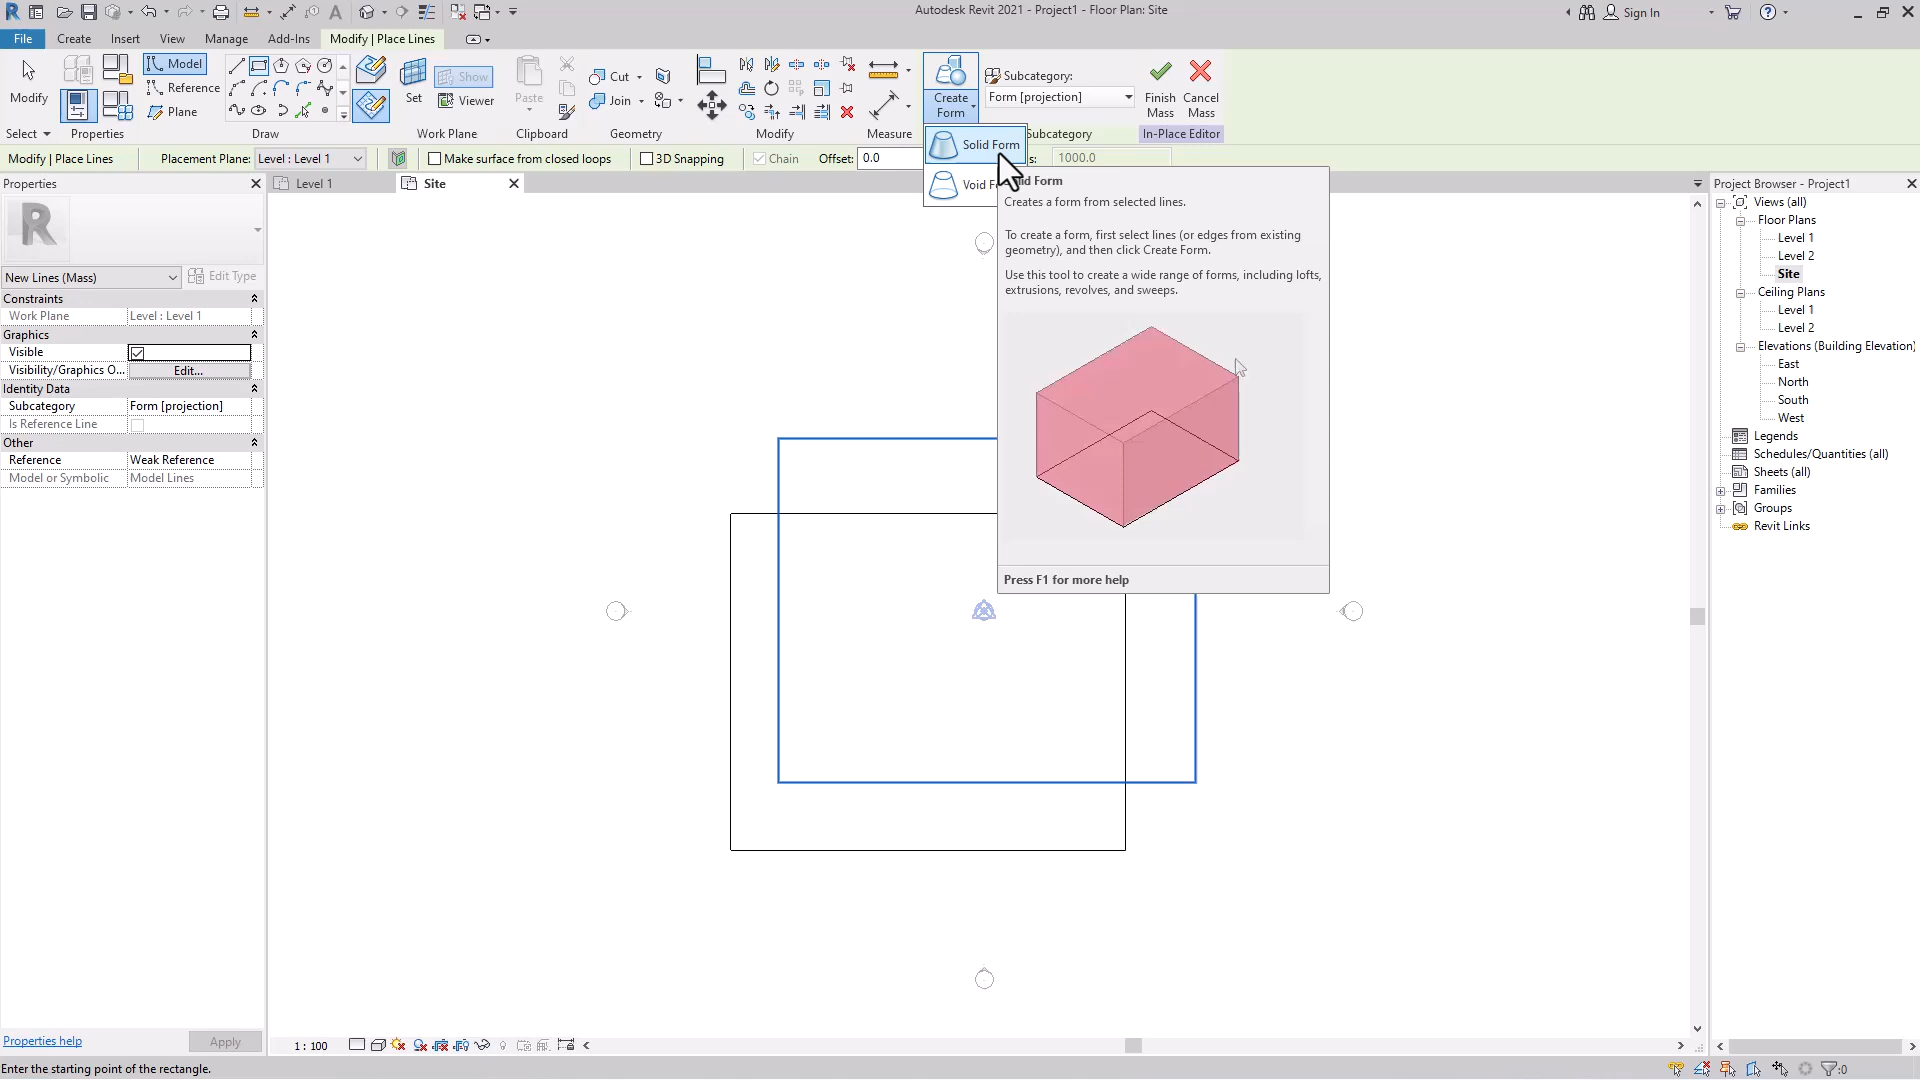 Autodesk Revit 2021 - Project1 - Floor Plan: Site
Sign In
File
Create
Insert
View
Manage
Add-Ins
Modify | Place Lines
Modify
Select
Properties
Model
Reference
Plane
Draw
Set
Show
Viewer
Work Plane
Paste
Clipboard
Cut
Join
Geometry
Modify
Measure
Create
Form
Subcategory:
Form [projection]
Subcategory
Finish
Mass
Cancel
Mass
In-Place Editor
Solid Form
Void F
Modify | Place Lines
Placement Plane:
Level : Level 1
Make surface from closed loops
3D Snapping
Chain
Offset:
0.0
s:
1000.0
Properties
New Lines (Mass)
Edit Type
Constraints
Work Plane
Level : Level 1
Graphics
Visible
Visibility/Graphics O...
Edit...
Identity Data
Subcategory
Form [projection]
Is Reference Line
Other
Reference
Weak Reference
Model or Symbolic
Model Lines
Properties help
Apply
Level 1
Site
lid Form
Creates a form from selected lines.
To create a form, first select lines (or edges from existing
geometry), and then click Create Form.
Use this tool to create a wide range of forms, including lofts,
extrusions, revolves, and sweeps.
Press F1 for more help
Project Browser - Project1
Views (all)
Floor Plans
Level 1
Level 2
Site
Ceiling Plans
Level 1
Level 2
Elevations (Building Elevation)
East
North
South
West
Legends
Schedules/Quantities (all)
Sheets (all)
Families
Groups
Revit Links
1 : 100
Enter the starting point of the rectangle.
:0